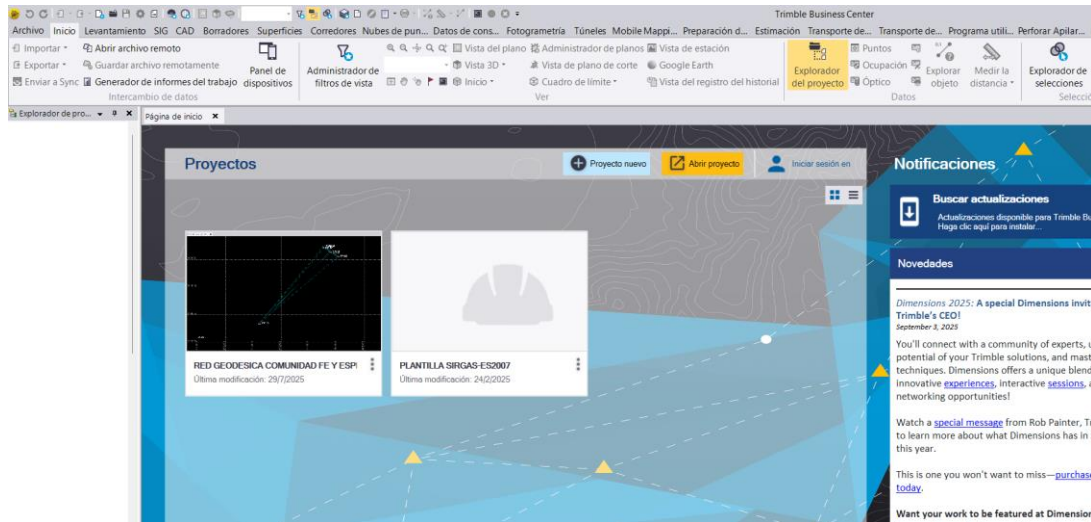 Trimble Business Center
Archivo Inicio Levantamiento SIG CAD Borradores Superficies Corredores Nubes de pun... Datos de cons... Fotogrametría Túneles Mobile Mappi... Preparación d... Estimación Transporte de... Transporte de... Programa utili... Perforar Apilar...
Importar Abrir archivo remoto
Exportar Guardar archivo remotamente
Enviar a Sync Generador de informes del trabajo
Panel de dispositivos
Intercambio de datos
Administrador de filtros de vista
Vista del plano Administrador de planos Vista de estación
Vista 3D Vista de plano de corte Google Earth
Inicio Cuadro de límite Vista del registro del historial
Ver
Explorador del proyecto
Puntos
Ocupación
Óptico
Explorar objeto
Medir la distancia
Datos
Explorador de selecciones
Selecci
Explorador de pro...
Página de inicio
Proyectos
Proyecto nuevo
Abrir proyecto
Iniciar sesión en
RED GEODESICA COMUNIDAD FE Y ESPI
Última modificación: 29/7/2025
PLANTILLA SIRGAS-ES2007
Última modificación: 24/2/2025
Notificaciones
Buscar actualizaciones
Actualizaciones disponible para Trimble Bu
Haga clic aquí para instalar...
Novedades
Dimensions 2025: A special Dimensions invit
Trimble's CEO!
September 3, 2025
You'll connect with a community of experts, u
potential of your Trimble solutions, and mast
techniques. Dimensions offers a unique blend
innovative experiences, interactive sessions, a
networking opportunities!
Watch a special message from Rob Painter, T
to learn more about what Dimensions has in
this year.
This is one you won't want to miss—purchase
today.
Want your work to be featured at Dimension